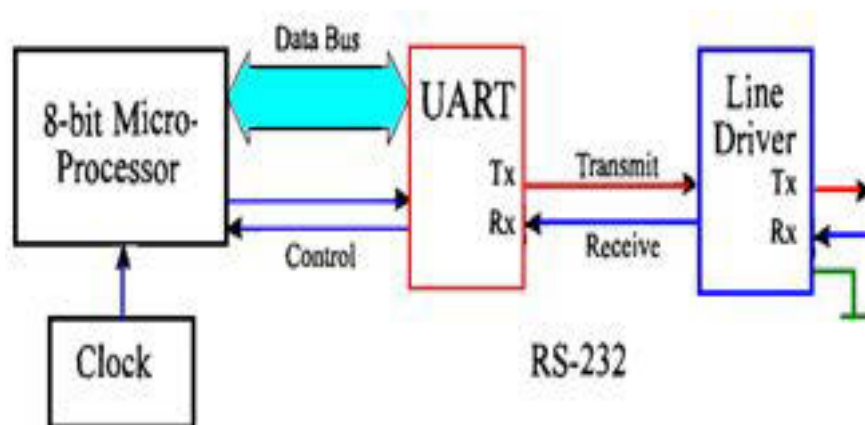 Data Bus
8-bit Micro-
Processor
UART
Line
Driver
Tx
Transmit
Tx
Rx
Receive
Rx
Control
Clock
RS-232